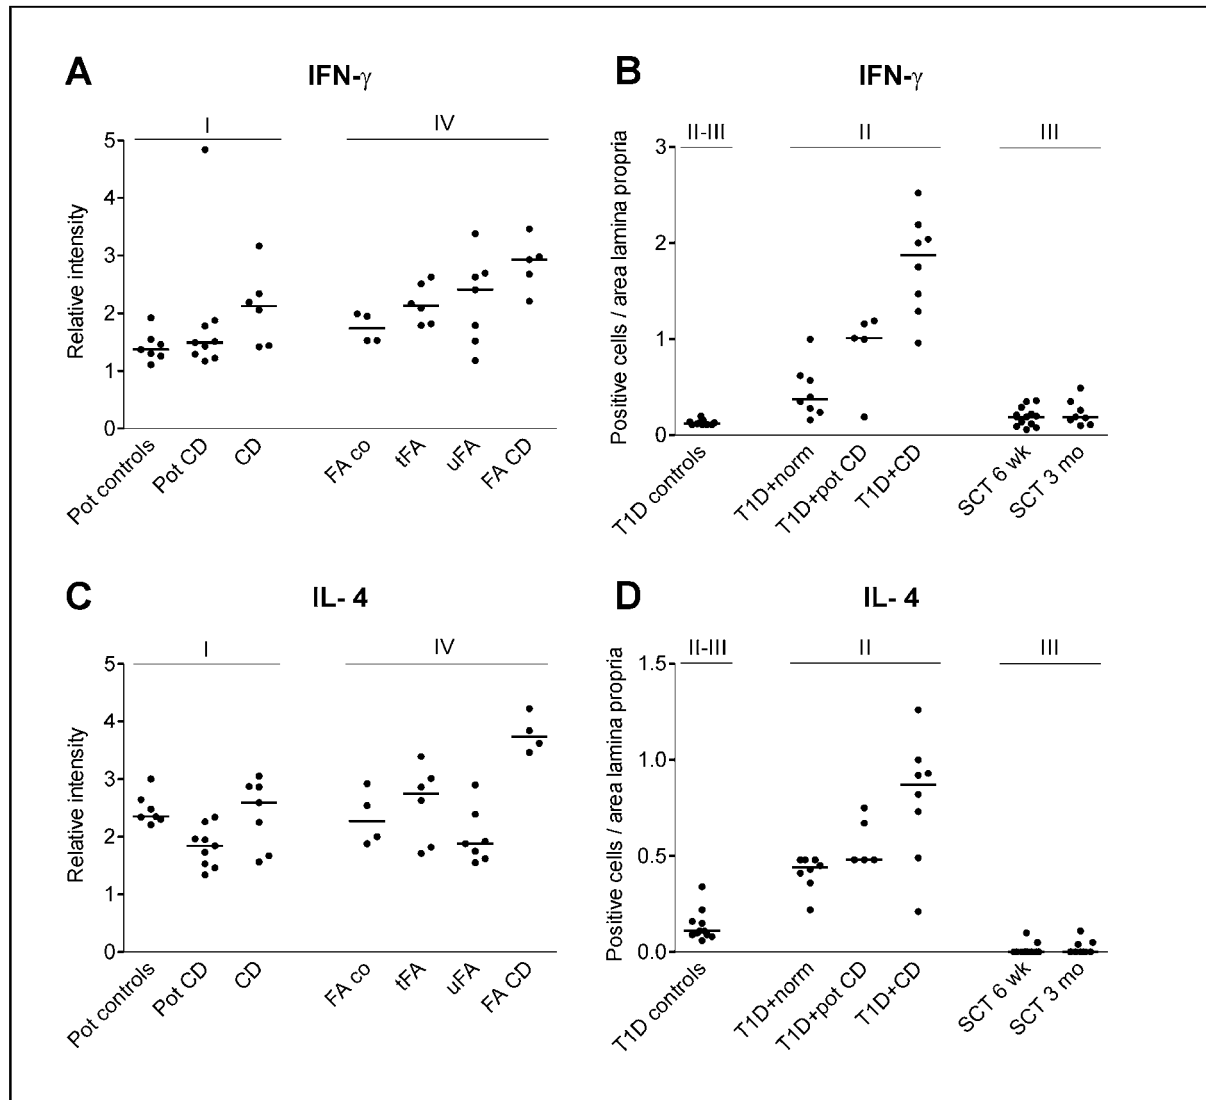 A
IFN-γ
I
IV
Relative intensity
5
4
3
2
1
0
Pot controls
Pot CD
CD
FA co
tFA
uFA
FA CD
B
IFN-γ
II-III
II
III
Positive cells / area lamina propria
3
2
1
0
T1D controls
T1D+norm
T1D+pot CD
T1D+CD
SCT 6 wk
SCT 3 mo
C
IL- 4
I
IV
Relative intensity
5
4
3
2
1
0
Pot controls
Pot CD
CD
FA co
tFA
uFA
FA CD
D
IL- 4
II-III
II
III
Positive cells / area lamina propria
1.5
1.0
0.5
0.0
T1D controls
T1D+norm
T1D+pot CD
T1D+CD
SCT 6 wk
SCT 3 mo